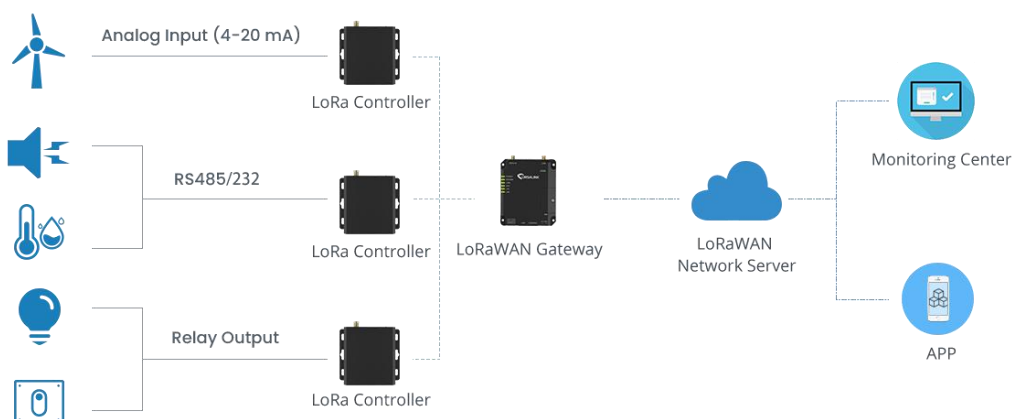 Analog Input (4-20 mA)
LoRa Controller
RS485/232
LoRa Controller
Relay Output
LoRa Controller
LoRaWAN Gateway
LoRaWAN
Network Server
Monitoring Center
APP